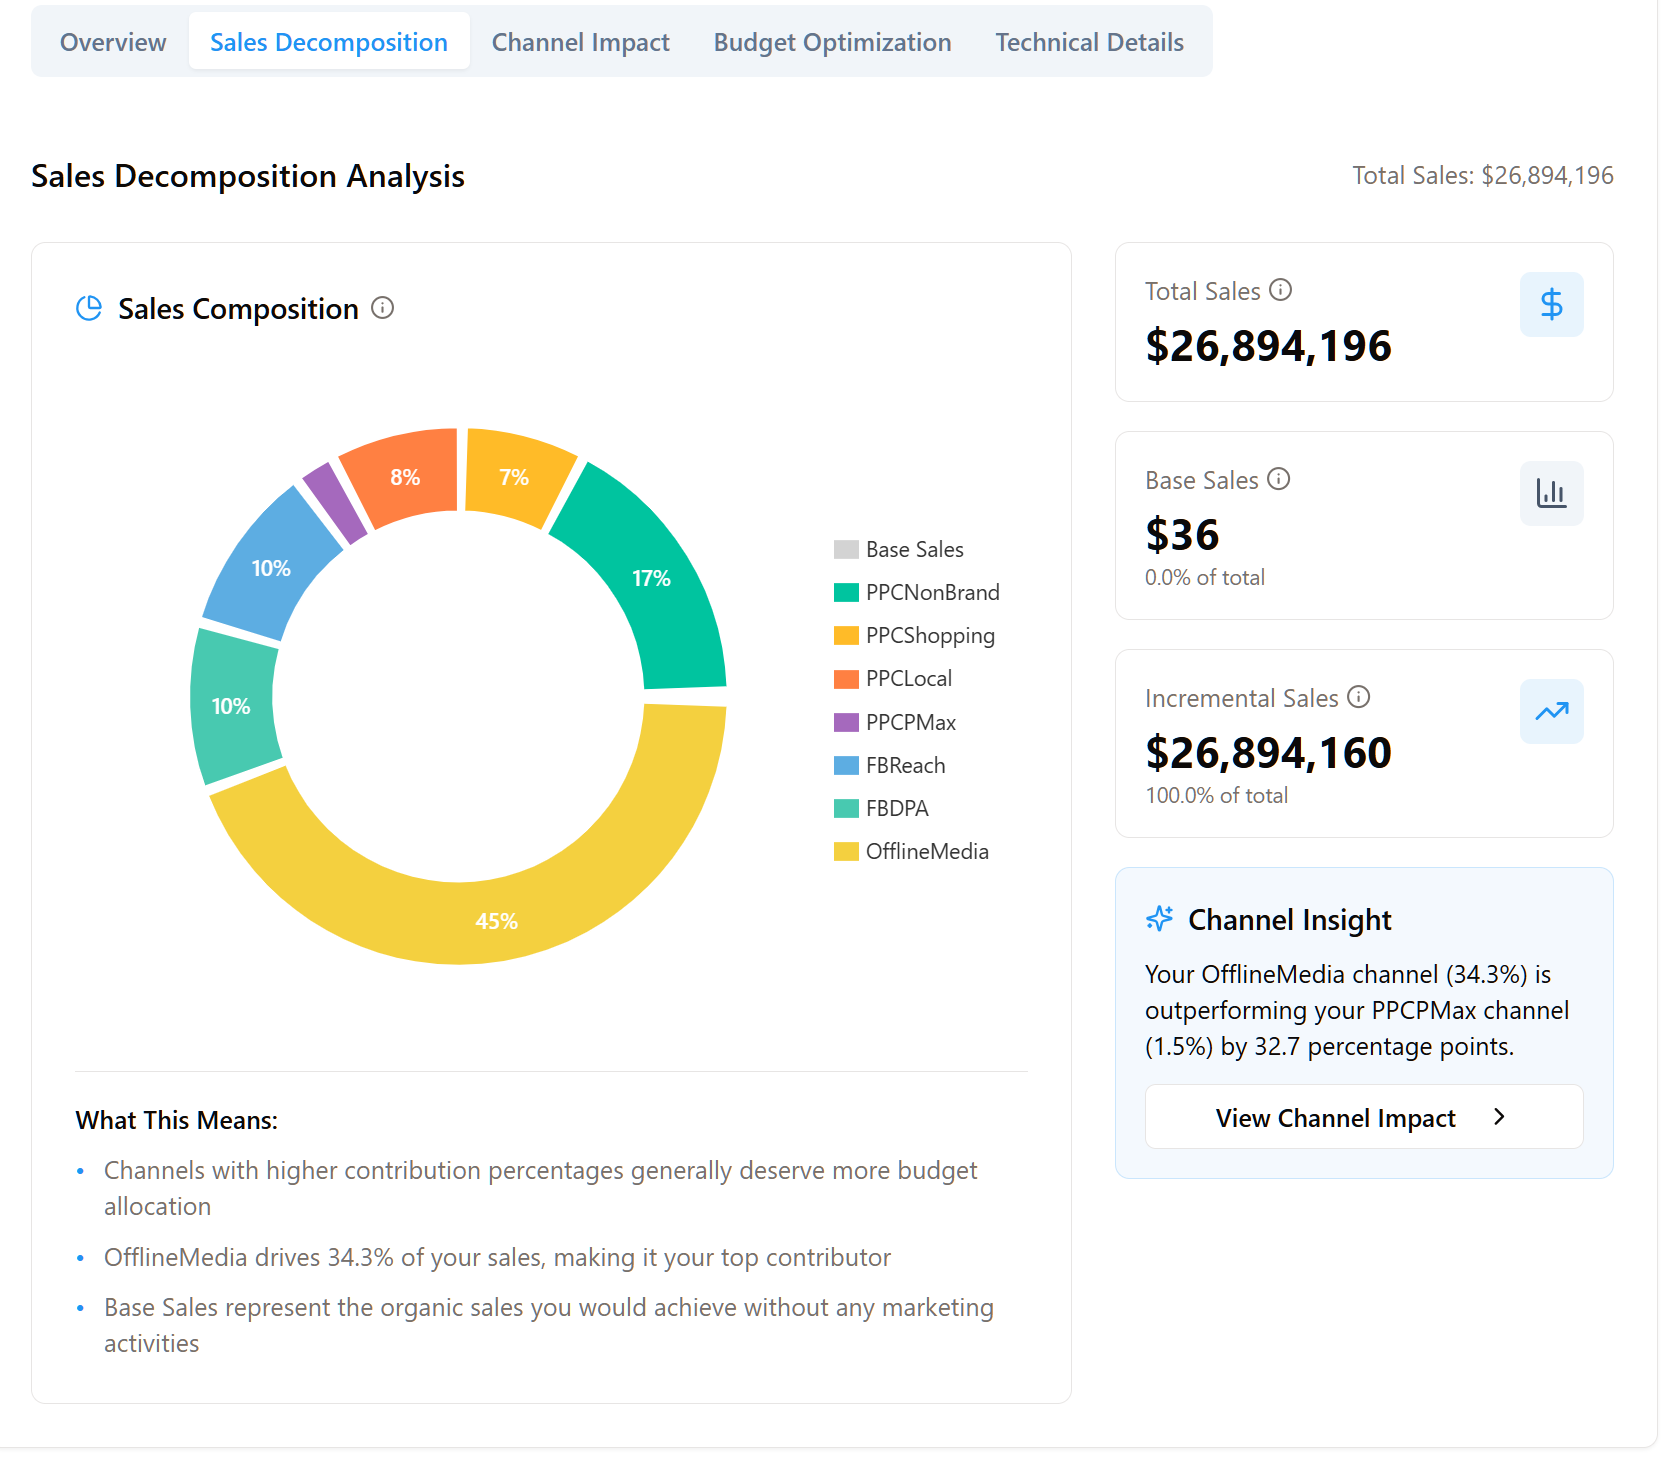 Overview
Sales Decomposition
Channel Impact
Budget Optimization
Technical Details
Sales Decomposition Analysis
Total Sales: $26,894,196
Sales Composition
8%
7%
17%
10%
10%
45%
Base Sales
PPCNonBrand
PPCShopping
PPCLocal
PPCPMax
FBReach
FBDPA
OfflineMedia
What This Means:
• Channels with higher contribution percentages generally deserve more budget
allocation
• OfflineMedia drives 34.3% of your sales, making it your top contributor
• Base Sales represent the organic sales you would achieve without any marketing
activities
Total Sales
$26,894,196
Base Sales
$36
0.0% of total
Incremental Sales
$26,894,160
100.0% of total
Channel Insight
Your OfflineMedia channel (34.3%) is
outperforming your PPCPMax channel
(1.5%) by 32.7 percentage points.
View Channel Impact